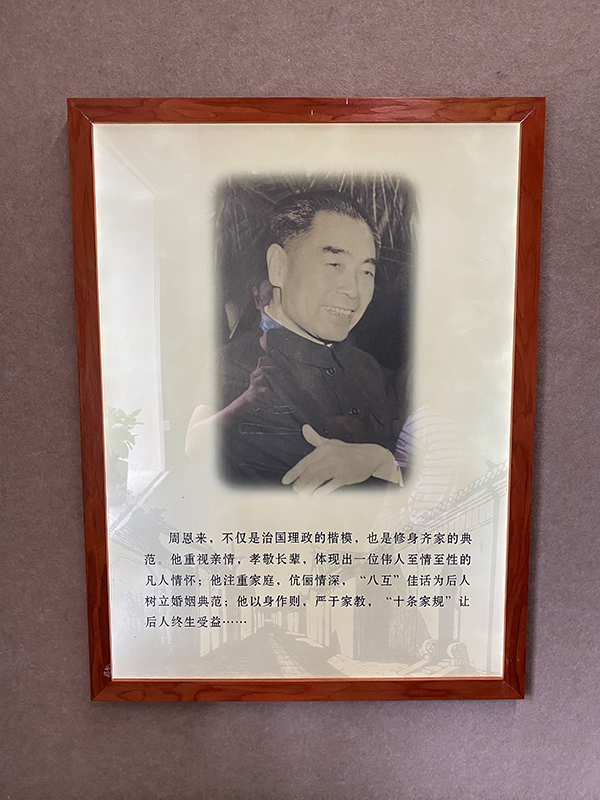 周恩来，不仅是治国理政的楷模，也是修身齐家的典
范。他重视亲情，孝敬长辈，体现出一位伟人至情至性的
凡人情怀；他注重家庭，伉俪情深，“八互”佳话为后人
树立婚姻典范；他以身作则，严于家教，“十条家规”让
后人终生受益……